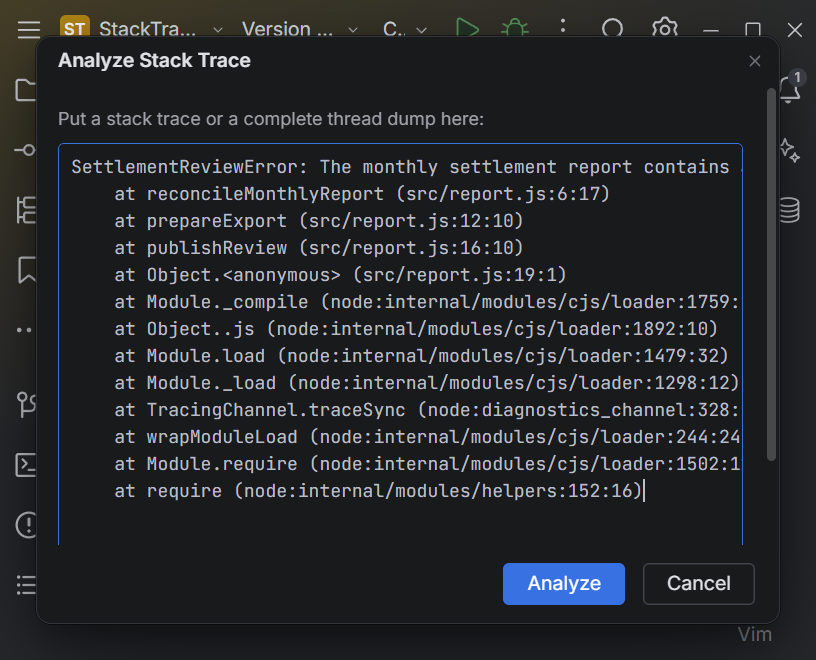 ST StackTra... Version ... C..
Analyze Stack Trace
1
Put a stack trace or a complete thread dump here:
SettlementReviewError: The monthly settlement report contains
at reconcileMonthlyReport (src/report.js:6:17)
at prepareExport (src/report.js:12:10)
at publishReview (src/report.js:16:10)
at Object.<anonymous> (src/report.js:19:1)
at Module._compile (node:internal/modules/cjs/loader:1759:
at Object..js (node:internal/modules/cjs/loader:1892:10)
at Module.load (node:internal/modules/cjs/loader:1479:32)
at Module._load (node:internal/modules/cjs/loader:1298:12)
at TracingChannel.traceSync (node:diagnostics_channel:328:
at wrapModuleLoad (node:internal/modules/cjs/loader:244:24
at Module.require (node:internal/modules/cjs/loader:1502:1
at require (node:internal/modules/helpers:152:16)
Analyze Cancel
Vim